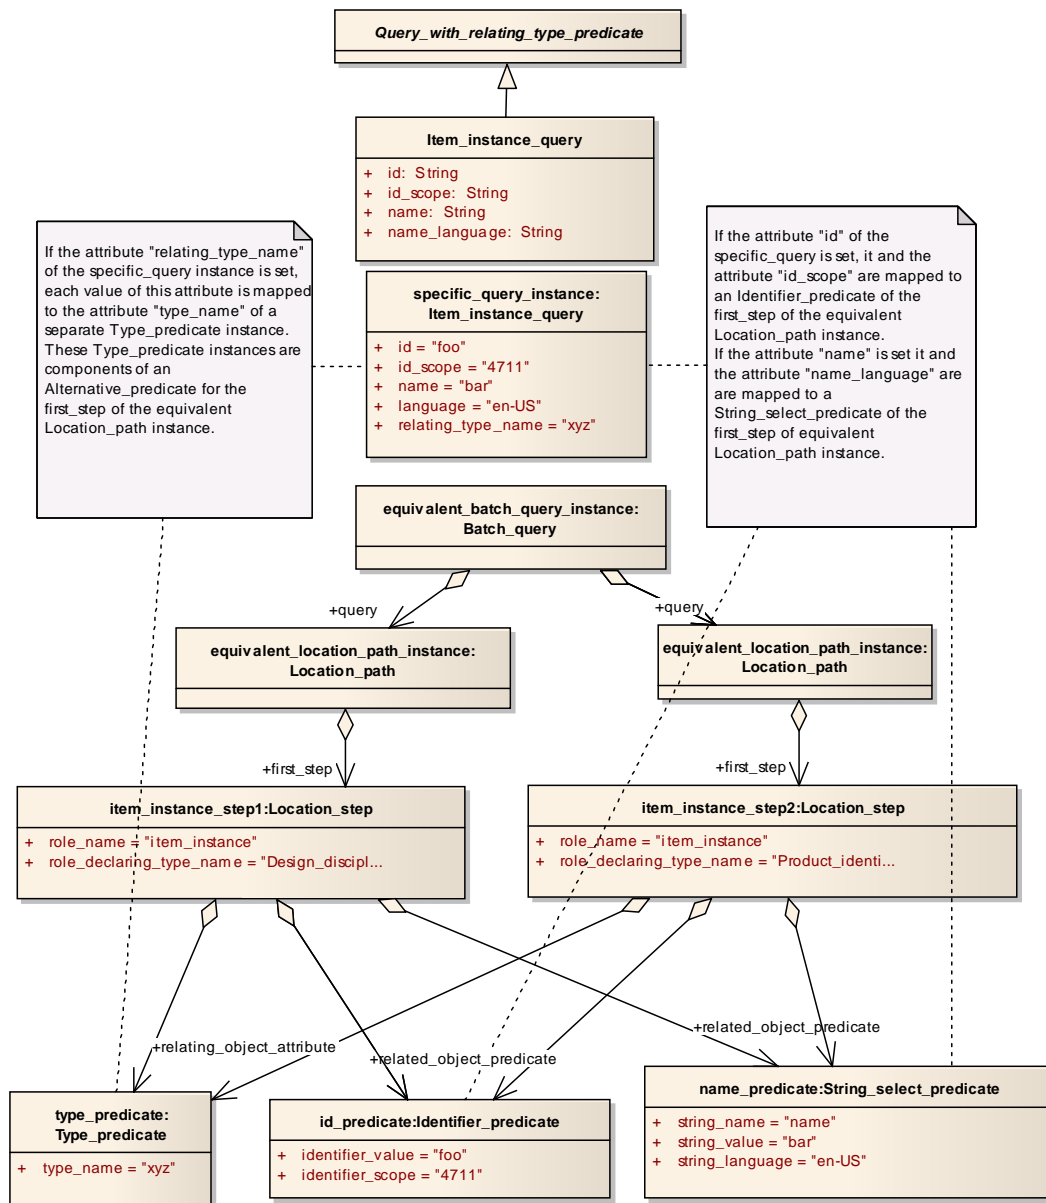 Query_with_relating_type_predicate
Item_instance_query
+ id: String
+ id_scope: String
+ name: String
+ name_language: String
If the attribute "relating_type_name"
of the specific_query instance is set,
each value of this attribute is mapped
to the attribute "type_name" of a
separate Type_predicate instance.
These Type_predicate instances are
components of an
Alternative_predicate for the
first_step of the equivalent
Location_path instance.
specific_query_instance:
Item_instance_query
+ id = "foo"
+ id_scope = "4711"
+ name = "bar"
+ language = "en-US"
+ relating_type_name = "xyz"
If the attribute "id" of the
specific_query is set, it and the
attribute "id_scope" are mapped to
an Identifier_predicate of the
first_step of the equivalent
Location_path instance.
If the attribute "name" is set it and
the attribute "name_language" are
are mapped to a
String_select_predicate of the
first_step of equivalent
Location_path instance.
equivalent_batch_query_instance:
Batch_query
+query
+query
equivalent_location_path_instance:
Location_path
equivalent_location_path_instance:
Location_path
+first_step
+first_step
item_instance_step1:Location_step
+ role_name = "item_instance"
+ role_declaring_type_name = "Design_discipl...
item_instance_step2:Location_step
+ role_name = "item_instance"
+ role_declaring_type_name = "Product_identi...
+relating_object_attribute
+related_object_predicate
+related_object_predicate
type_predicate:
Type_predicate
+ type_name = "xyz"
id_predicate:Identifier_predicate
+ identifier_value = "foo"
+ identifier_scope = "4711"
name_predicate:String_select_predicate
+ string_name = "name"
+ string_value = "bar"
+ string_language = "en-US"